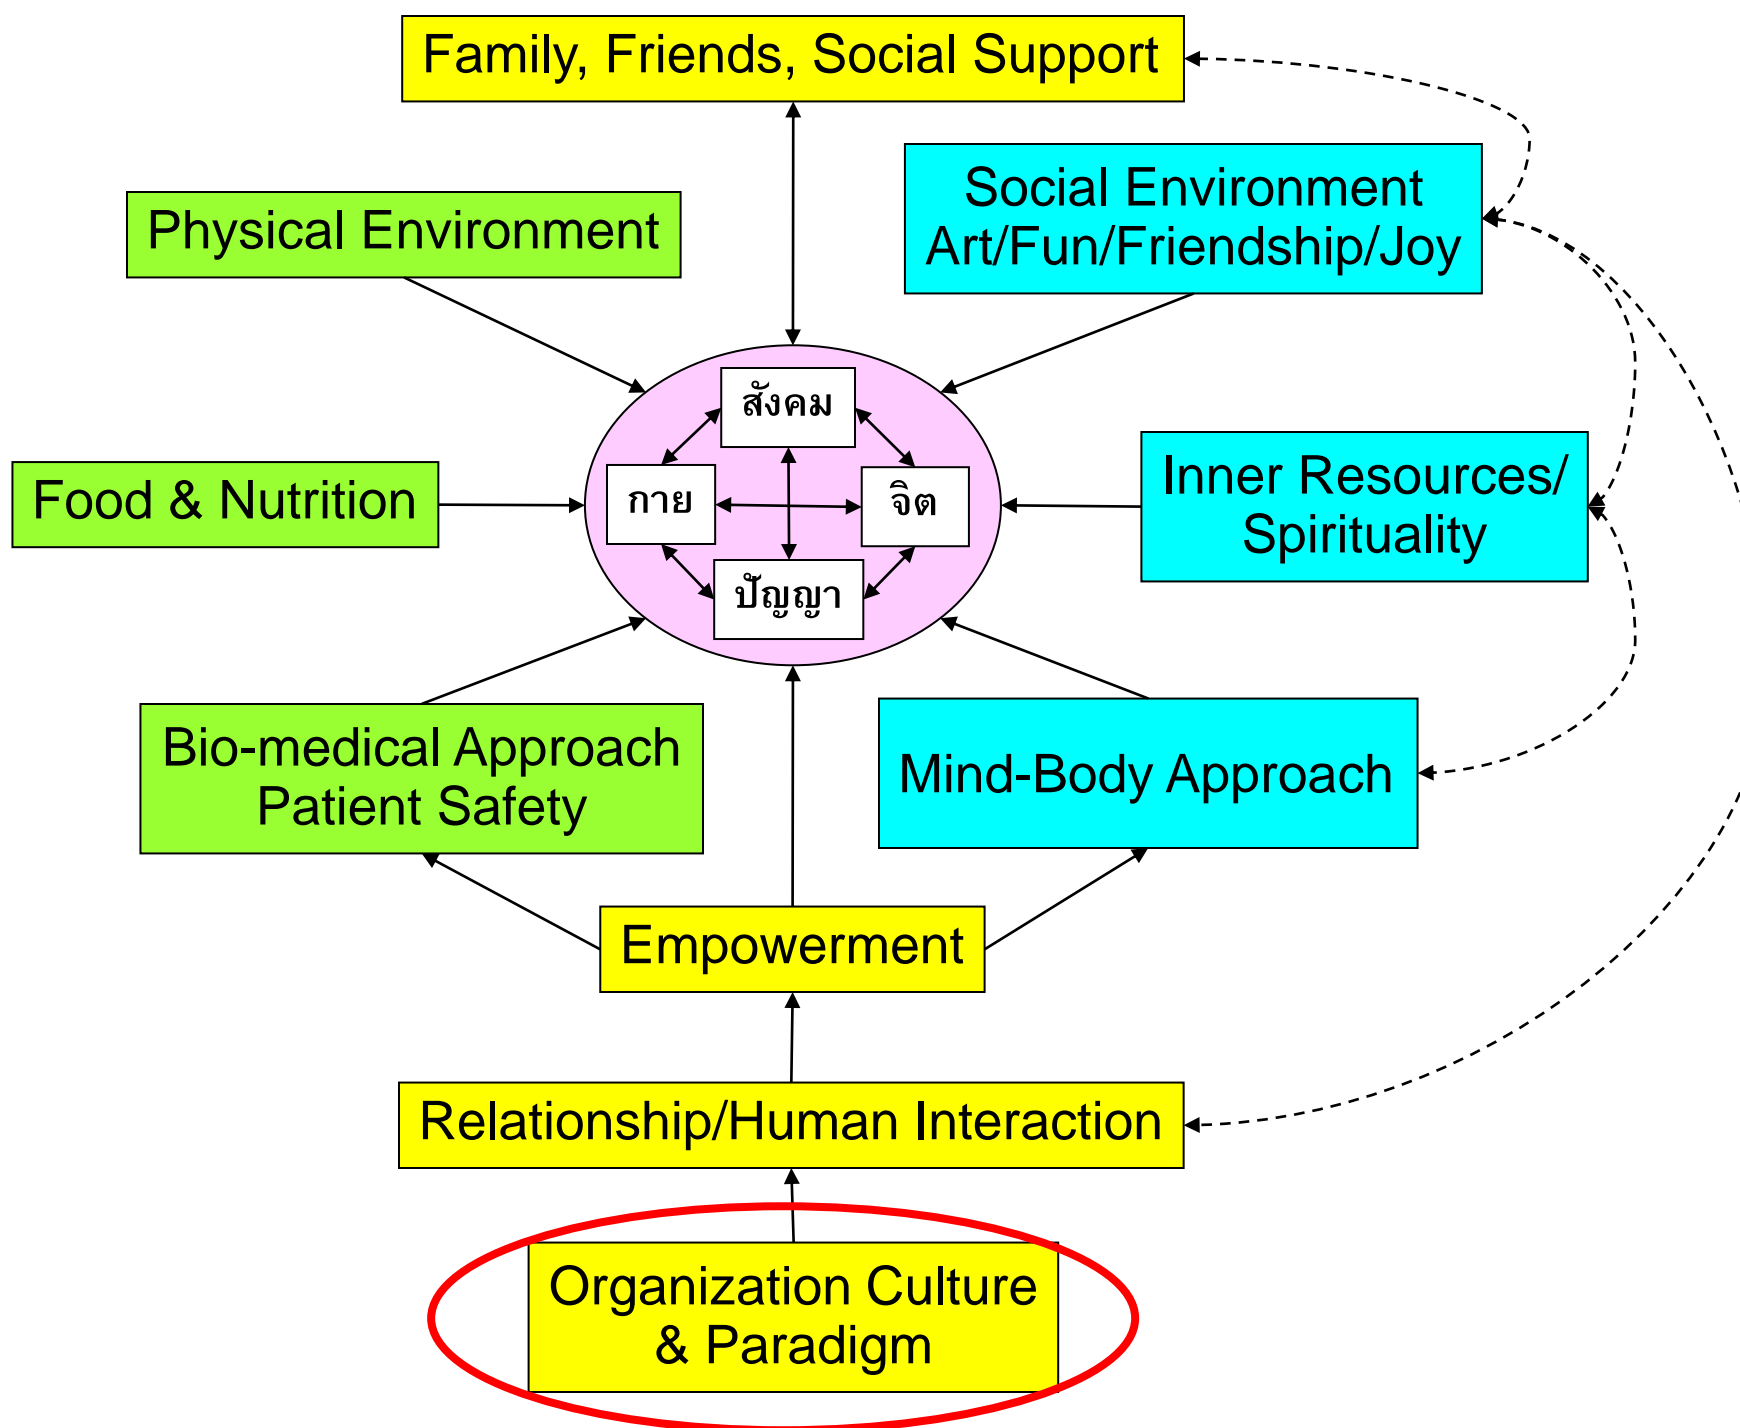 Family, Friends, Social Support
Social Environment
Art/Fun/Friendship/Joy
Physical Environment
สังคม
กาย
จิต
ปัญญา
Food & Nutrition
Inner Resources/
Spirituality
Bio-medical Approach
Patient Safety
Mind-Body Approach
Empowerment
Relationship/Human Interaction
Organization Culture
& Paradigm